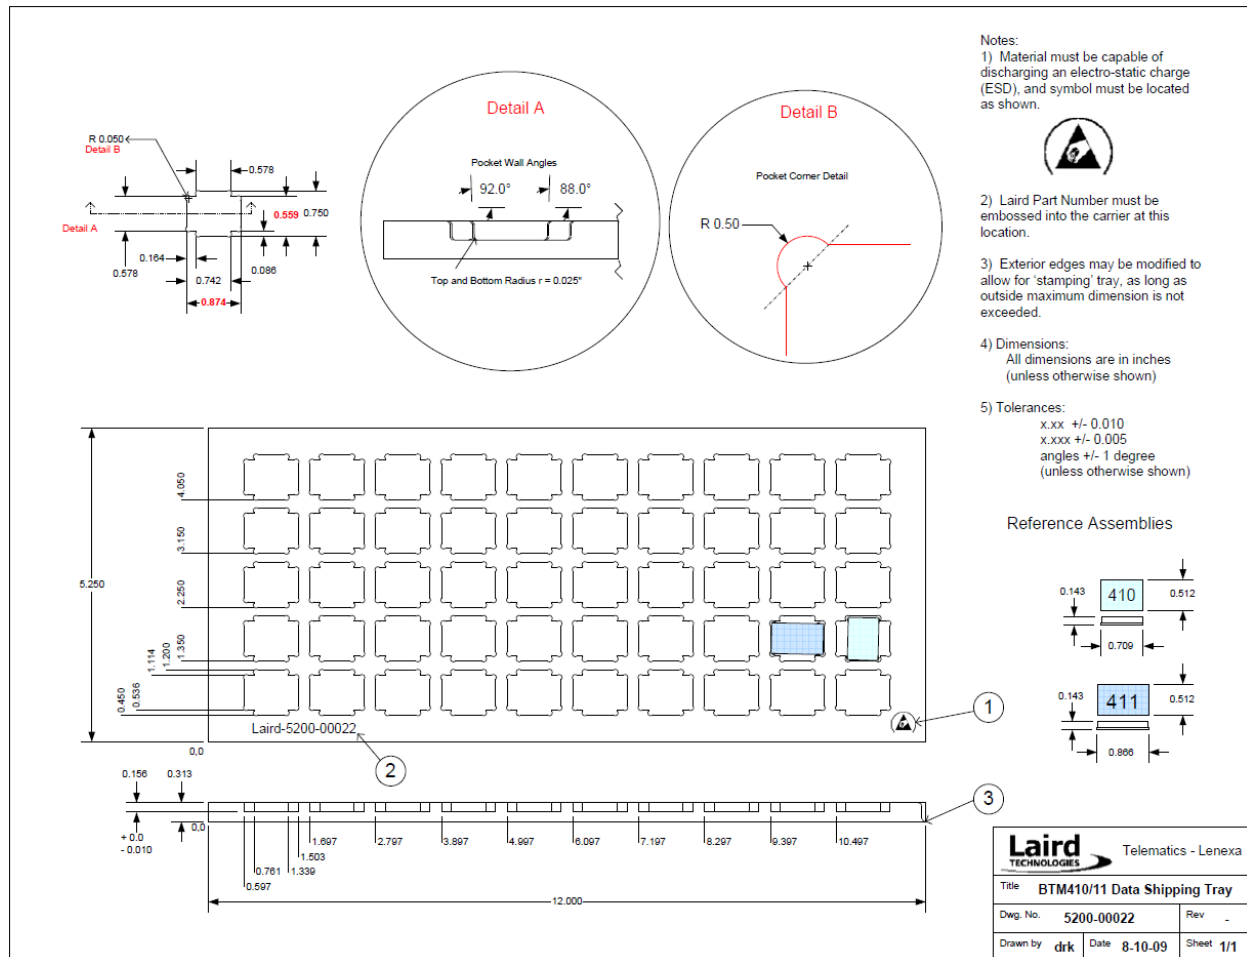 Notes:
1) Material must be capable of
discharging an electro-static charge
(ESD), and symbol must be located
as shown.
2) Laird Part Number must be
embossed into the carrier at this
location.
3) Exterior edges may be modified to
allow for 'stamping' tray, as long as
outside maximum dimension is not
exceeded.
4) Dimensions:
All dimensions are in inches
(unless otherwise shown)
5) Tolerances:
x.xx +/- 0.010
x.xxx +/- 0.005
angles +/- 1 degree
(unless otherwise shown)
R 0.050
Detail B
0.578
0.559
0.750
Detail A
0.578
0.164
0.086
0.742
0.874
Detail A
Pocket Wall Angles
92.0°
88.0°
Top and Bottom Radius r = 0.025"
Detail B
Pocket Corner Detail
R 0.50
5.250
4.050
3.150
2.250
1.350
1.200
1.114
0.536
0.450
0,0
Laird-5200-00022
1
2
Reference Assemblies
0.143
410
0.512
0.709
0.143
411
0.512
0.866
0.156
0.313
0,0
+ 0.0
- 0.010
3
1.697
2.797
3.897
4.997
6.097
7.197
8.297
9.397
10.497
1.503
1.339
0.761
0.597
12.000
Laird
TECHNOLOGIES
Telematics - Lenexa
Title BTM410/11 Data Shipping Tray
Dwg. No. 5200-00022 Rev -
Drawn by drk Date 8-10-09 Sheet 1/1